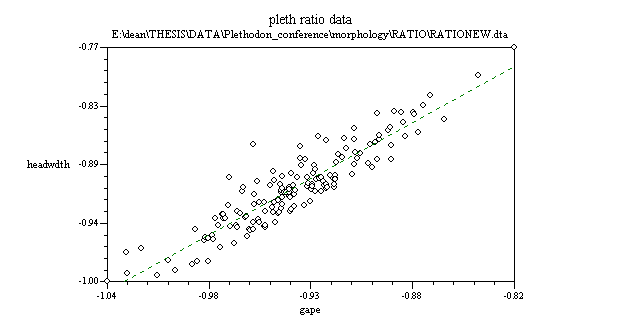 pleth ratio data
E:\dean\THESIS\DATA\Plethodon_conference\morphology\RATIO\RATIONEW.dta
-0.77
-0.83
headwdth
-0.89
-0.94
-1.00
-1.04
-0.98
-0.93
-0.88
-0.82
gape